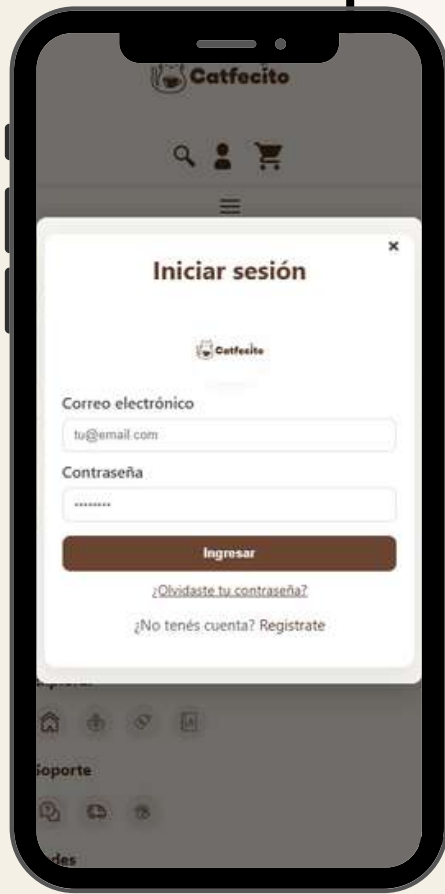 Catfecito
×
Iniciar sesión
Catfecito
Correo electrónico
tu@email.com
Contraseña
Ingresar
¿Olvidaste tu contraseña?
¿No tenés cuenta? Registrate
Soporte